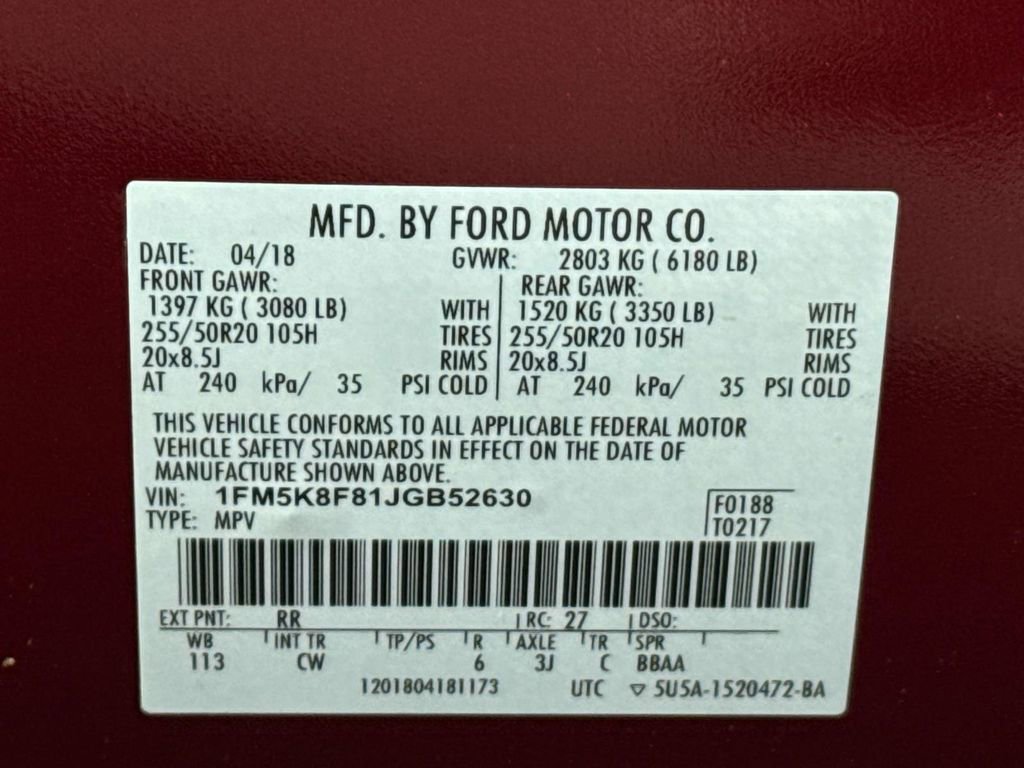 MFD. BY FORD MOTOR CO.
DATE: 04/18 GVWR: 2803 KG ( 6180 LB)
FRONT GAWR: REAR GAWR:
1397 KG ( 3080 LB) WITH 1520 KG ( 3350 LB) WITH
255/50R20 105H TIRES 255/50R20 105H TIRES
20x8.5J RIMS 20x8.5J RIMS
AT 240 kPa/ 35 PSI COLD AT 240 kPa/ 35 PSI COLD
THIS VEHICLE CONFORMS TO ALL APPLICABLE FEDERAL MOTOR
VEHICLE SAFETY STANDARDS IN EFFECT ON THE DATE OF
MANUFACTURE SHOWN ABOVE.
VIN: 1FM5K8F81JGB52630 F0188
TYPE: MPV T0217
EXT PNT: RR RC: 27 DSO:
WB INT TR TP/PS R AXLE TR SPR
113 CW 6 3J C BBAA
1201804181173 UTC ▽ 5U5A-1520472-BA